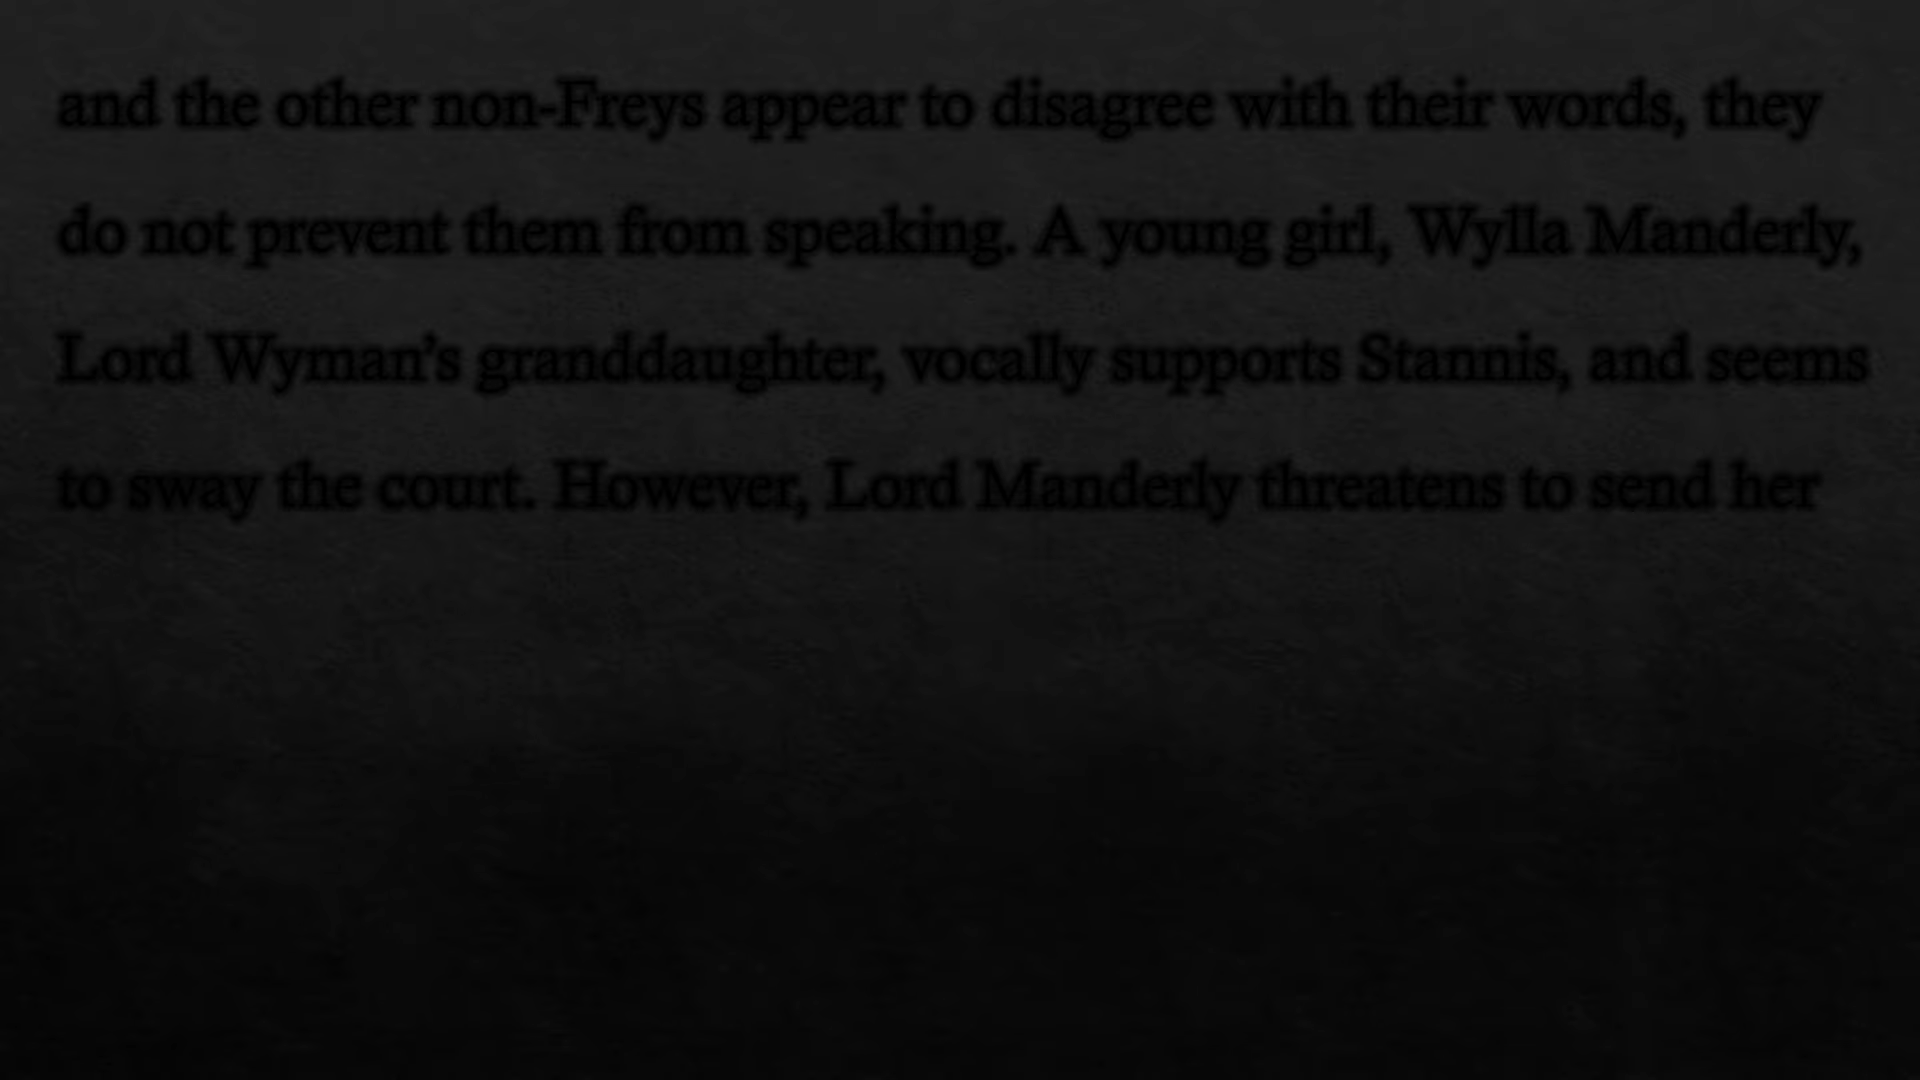 and the other non-Freys appear to disagree with their words, they
do not prevent them from speaking. A young girl, Wylla Manderly,
Lord Wyman’s granddaughter, vocally supports Stannis, and seems
to sway the court. However, Lord Manderly threatens to send her